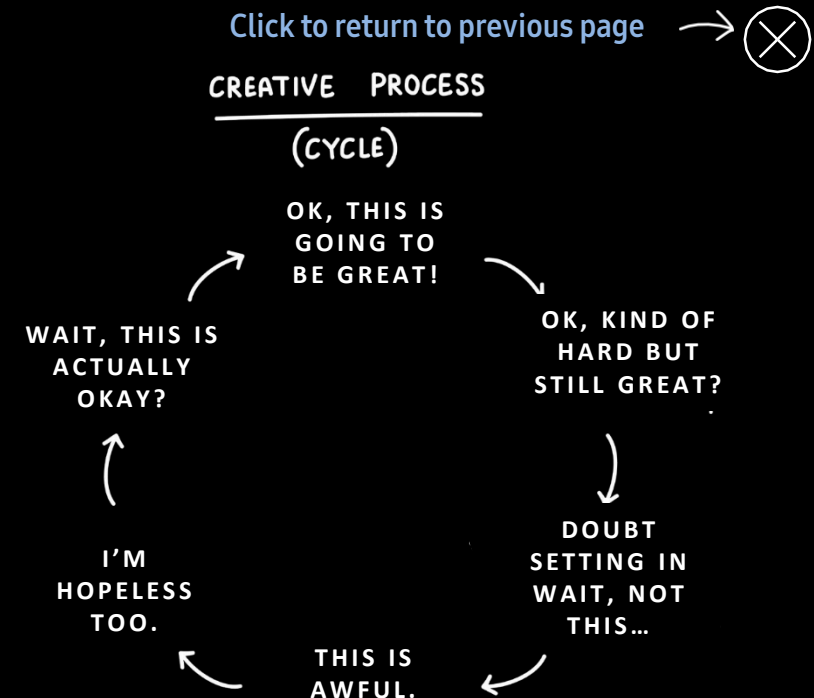 Click to return to previous page
CREATIVE PROCESS
(CYCLE)
OK, THIS IS
GOING TO
BE GREAT!
OK, KIND OF
HARD BUT
STILL GREAT?
DOUBT
SETTING IN
WAIT, NOT
THIS…
THIS IS
AWFUL.
I’M
HOPELESS
TOO.
WAIT, THIS IS
ACTUALLY
OKAY?